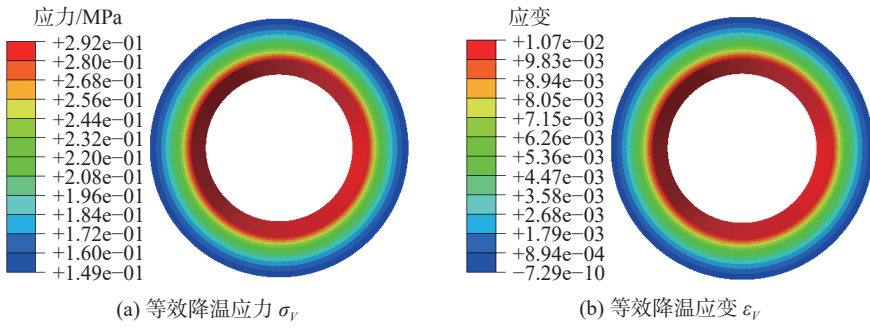 应力/MPa
+2.92e−01
+2.80e−01
+2.68e−01
+2.56e−01
+2.44e−01
+2.32e−01
+2.20e−01
+2.08e−01
+1.96e−01
+1.84e−01
+1.72e−01
+1.60e−01
+1.49e−01
(a) 等效降温应力 σV
应变
+1.07e−02
+9.83e−03
+8.94e−03
+8.05e−03
+7.15e−03
+6.26e−03
+5.36e−03
+4.47e−03
+3.58e−03
+2.68e−03
+1.79e−03
+8.94e−04
−7.29e−10
(b) 等效降温应变 εV